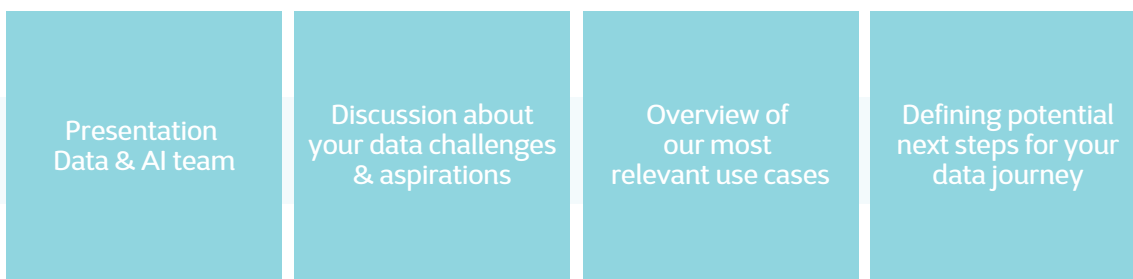 Presentation
Data & AI team
Discussion about
your data challenges
& aspirations
Overview of
our most
relevant use cases
Defining potential
next steps for your
data journey